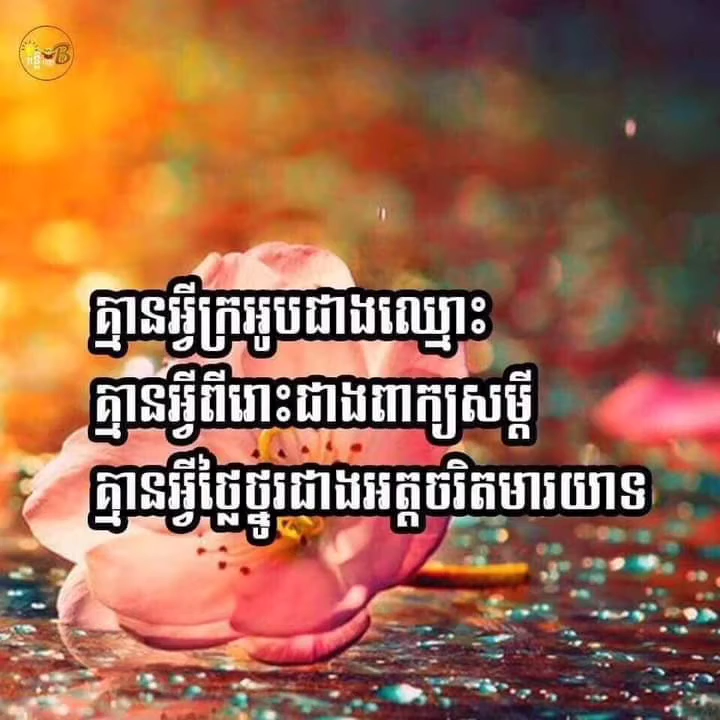 គ្មានអ្វីក្រអូបជាងឈ្មោះ
គ្មានអ្វីពីរោះជាងពាក្យសម្ដី
គ្មានអ្វីថ្លៃថ្នូរជាងអត្តចរិតមារយាទ